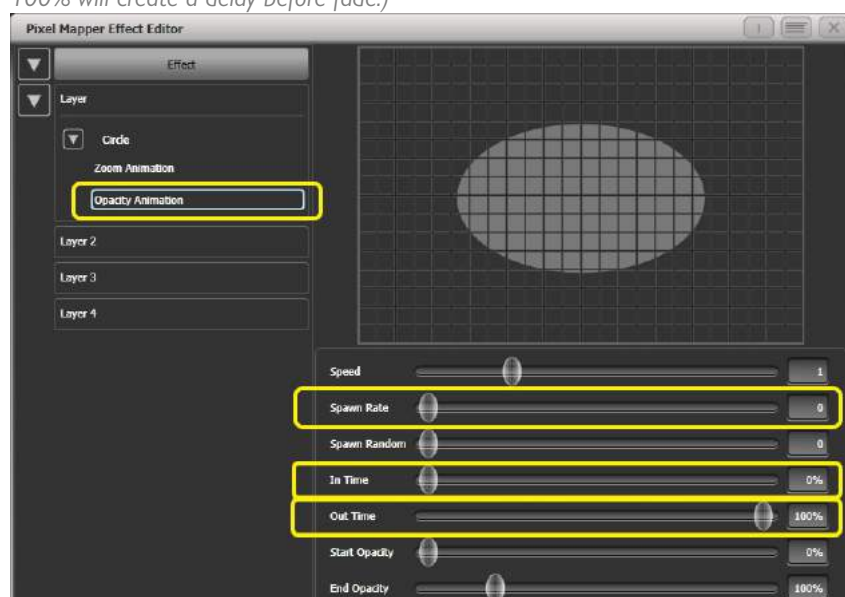 100% will create a delay before fade.)
Pixel Mapper Effect Editor
Effect
Layer
Circle
Zoom Animation
Opacity Animation
Layer 2
Layer 3
Layer 4
Speed 1
Spawn Rate 0
Spawn Random 0
In Time 0%
Out Time 100%
Start Opacity 0%
End Opacity 100%